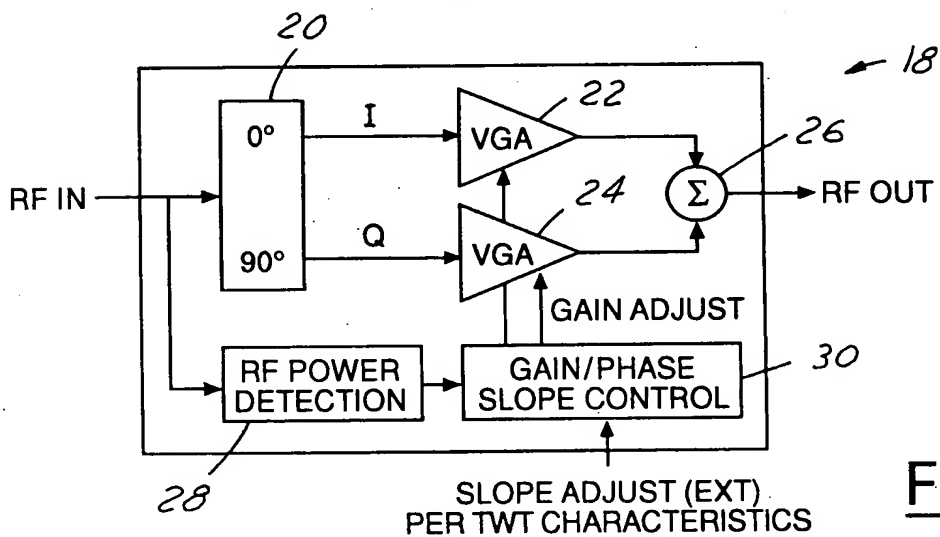 20
18
22
0°
I
VGA
26
RF IN
24
Σ
RF OUT
90°
Q
VGA
GAIN ADJUST
30
RF POWER
DETECTION
GAIN/PHASE
SLOPE CONTROL
28
SLOPE ADJUST (EXT)
PER TWT CHARACTERISTICS
F